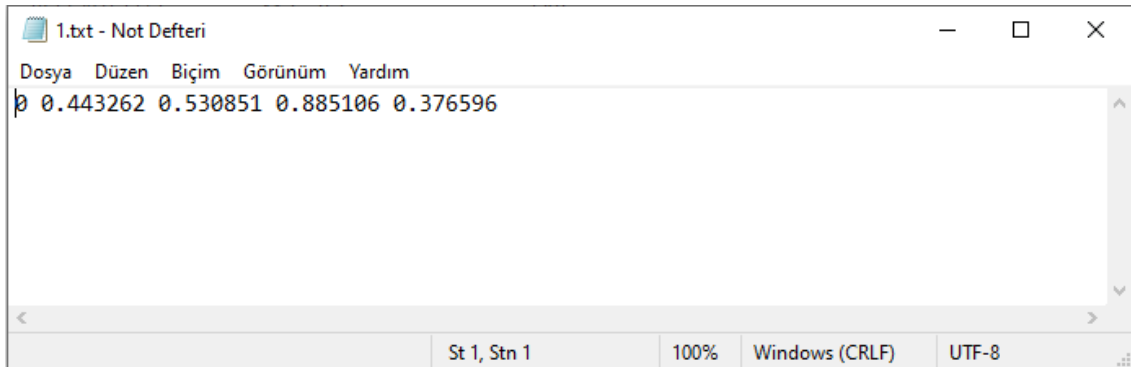 1.txt - Not Defteri
Dosya Düzen Biçim Görünüm Yardım
0 0.443262 0.530851 0.885106 0.376596
St 1, Stn 1 100% Windows (CRLF) UTF-8